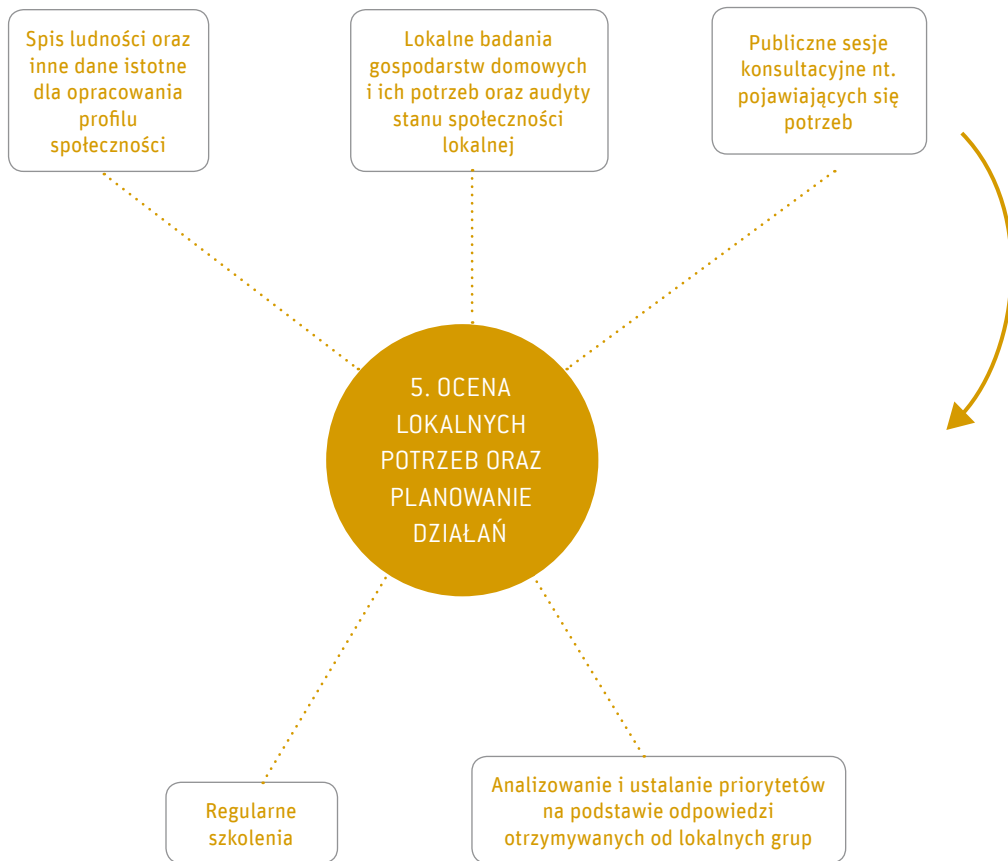 Spis ludności oraz
inne dane istotne
dla opracowania
profilu
społeczności
Lokalne badania
gospodarstw domowych
i ich potrzeb oraz audyty
stanu społeczności
lokalnej
Publiczne sesje
konsultacyjne nt.
pojawiających się
potrzeb
5. OCENA
LOKALNYCH
POTRZEB ORAZ
PLANOWANIE
DZIAŁAŃ
Regularne
szkolenia
Analizowanie i ustalanie priorytetów
na podstawie odpowiedzi
otrzymywanych od lokalnych grup